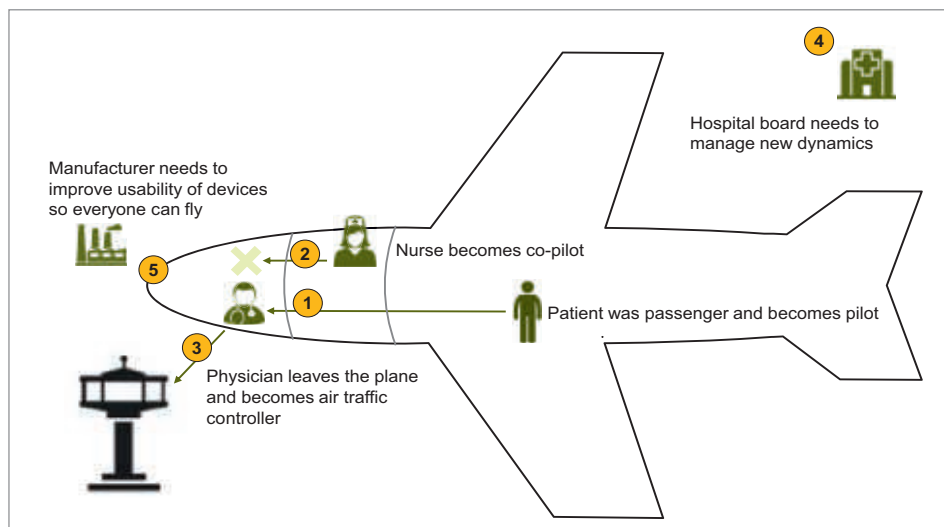 4
Hospital board needs to
manage new dynamics
Manufacturer needs to
improve usability of devices
so everyone can fly
2
Nurse becomes co-pilot
5
1
Patient was passenger and becomes pilot
3
Physician leaves the plane
and becomes air traffic
controller